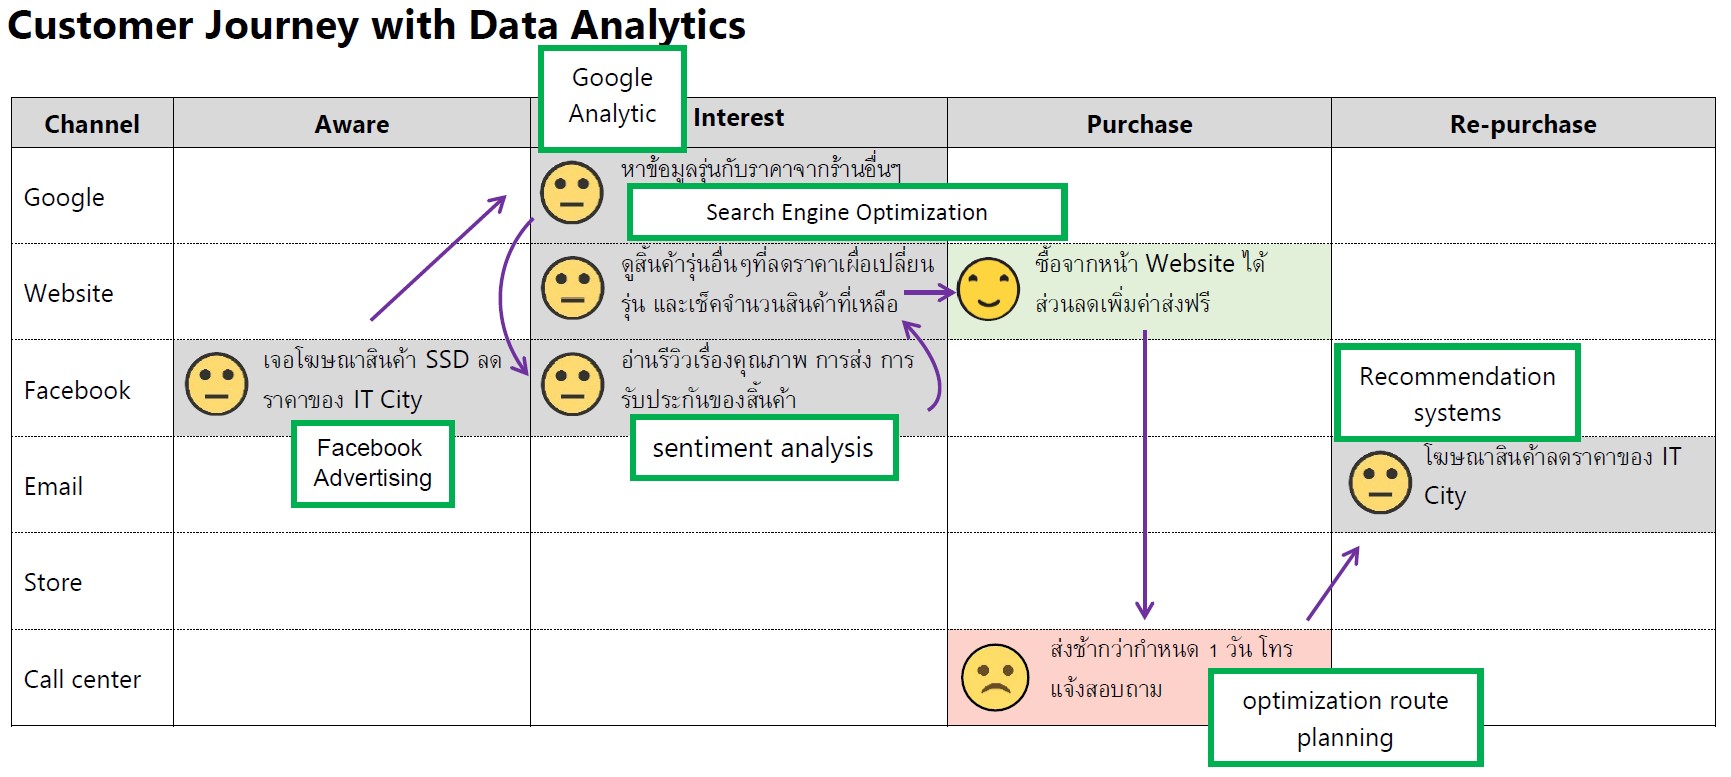 Customer Journey with Data Analytics
Google
Analytic
Channel
Aware
Interest
Purchase
Re-purchase
Google
หาข้อมูลรุ่นกับราคาจากร้านอื่นๆ
Search Engine Optimization
Website
ดูสิ้นค้ารุ่นอื่นๆที่ลดราคาเผื่อเปลี่ยน
รุ่น และเช็คจำนวนสินค้าที่เหลือ
ซื้อจากหน้า Website ได้
ส่วนลดเพิ่มค่าส่งฟรี
Facebook
เจอโฆษณาสินค้า SSD ลด
ราคาของ IT City
Facebook
Advertising
อ่านรีวิวเรื่องคุณภาพ การส่ง การ
รับประกันของสิ้นค้า
sentiment analysis
Recommendation
systems
Email
โฆษณาสินค้าลดราคาของ IT
City
Store
Call center
ส่งช้ากว่ากำหนด 1 วัน โทร
แจ้งสอบถาม
optimization route
planning